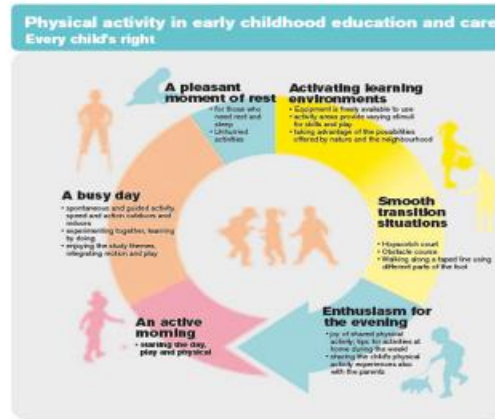 Physical activity in early childhood education and care
Every child's right
A pleasant
moment of rest
• for those who
need rest and
sleep
• Unhurried
activities
Activating learning
environments
• Equipment is freely available to use
• activity areas provide varying stimuli
for skills and play
• taking advantage of the possibilities
offered by nature and the neighbourhood
Smooth
transition
situations
• Hopscotch court
• Obstacle course
• Walking along a taped line using
different parts of the foot
Enthusiasm for
the evening
• joy of shared physical
activity; tips for activities at
home during the week!
• sharing the child's physical
activity experiences also
with the parents
An active
morning
• starting the day,
play and physical
A busy day
• spontaneous and guided activity,
speed and action outdoors and
indoors
• experimenting together, learning
by doing
• enjoying the study themes,
integrating motion and play